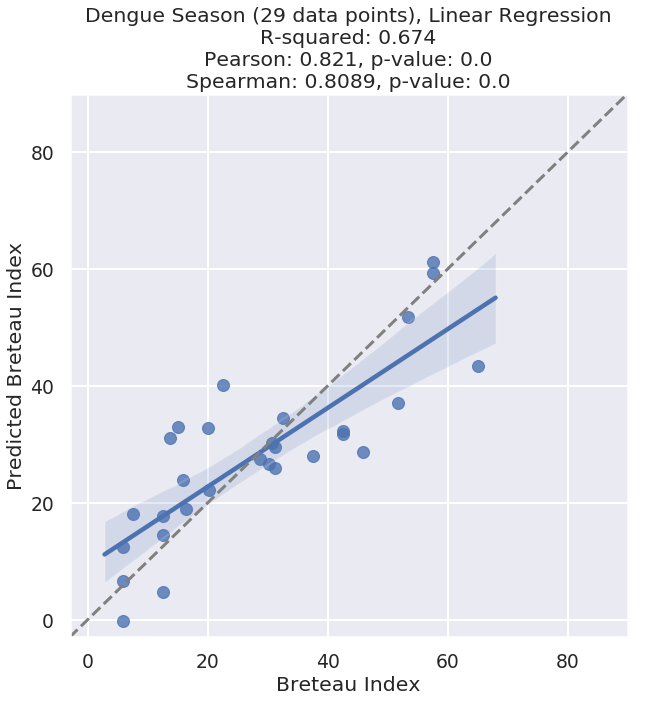 Dengue Season (29 data points), Linear Regression
R-squared: 0.674
Pearson: 0.821, p-value: 0.0
Spearman: 0.8089, p-value: 0.0
Predicted Breteau Index
80
60
40
20
0
0 20 40 60 80
Breteau Index